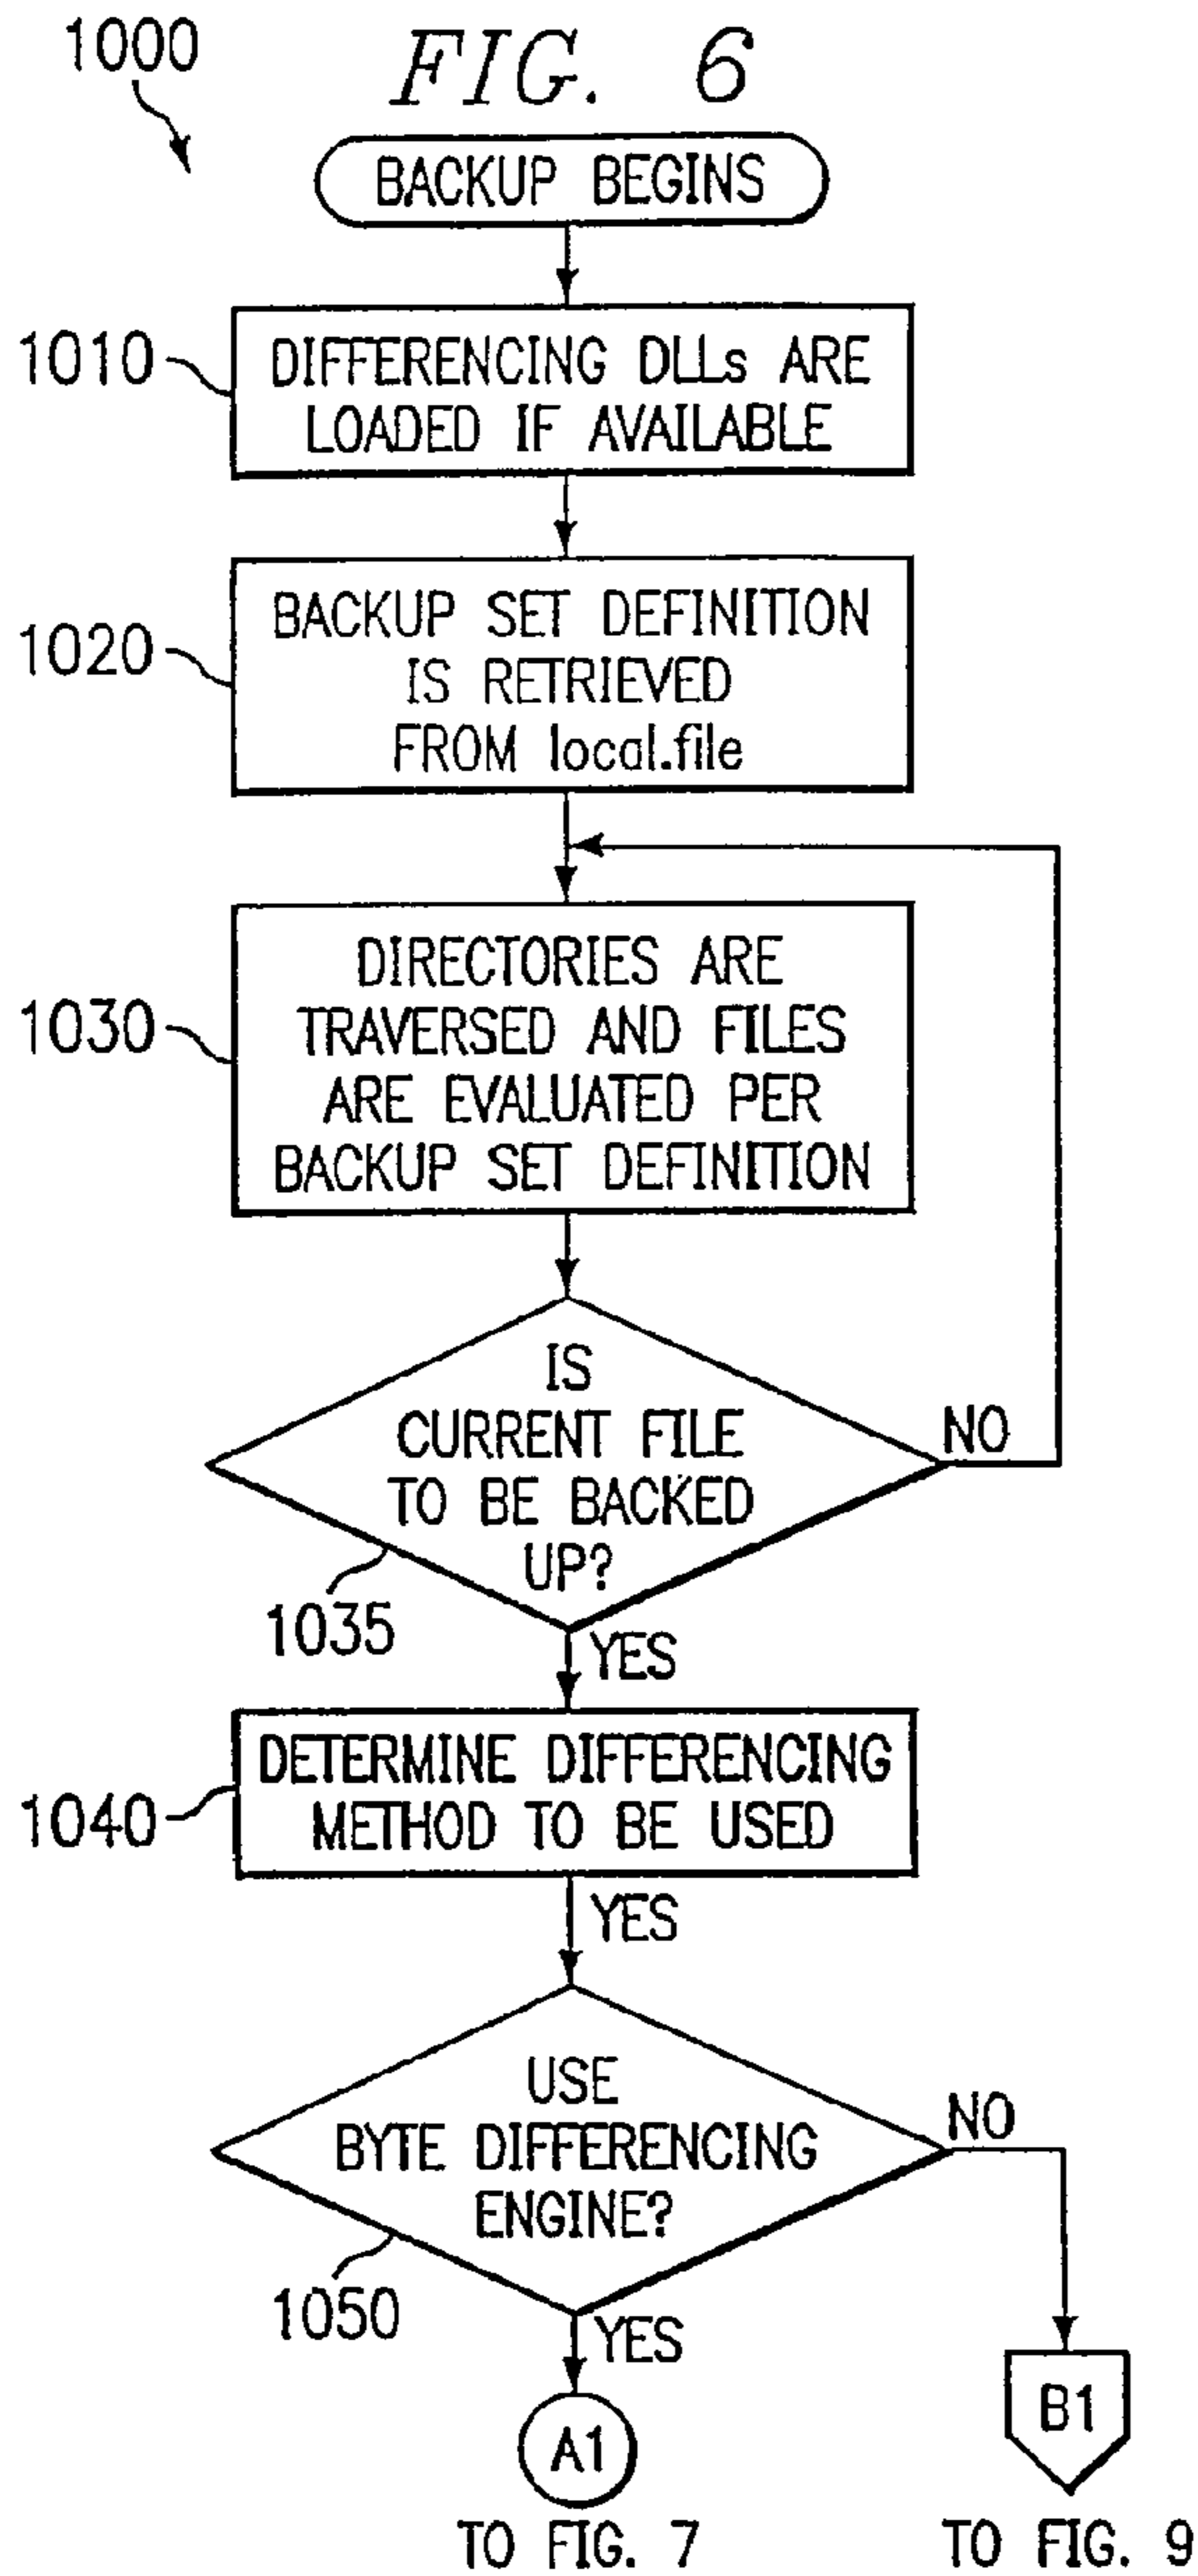 1000
FIG. 6
BACKUP BEGINS
1010
DIFFERENCING DLLs ARE
LOADED IF AVAILABLE
1020
BACKUP SET DEFINITION
IS RETRIEVED
FROM local.file
1030
DIRECTORIES ARE
TRAVERSED AND FILES
ARE EVALUATED PER
BACKUP SET DEFINITION
IS
CURRENT FILE
TO BE BACKED
UP?
NO
1035
YES
1040
DETERMINE DIFFERENCING
METHOD TO BE USED
YES
USE
BYTE DIFFERENCING
ENGINE?
NO
1050
YES
A1
B1
TO FIG. 7
TO FIG. 9